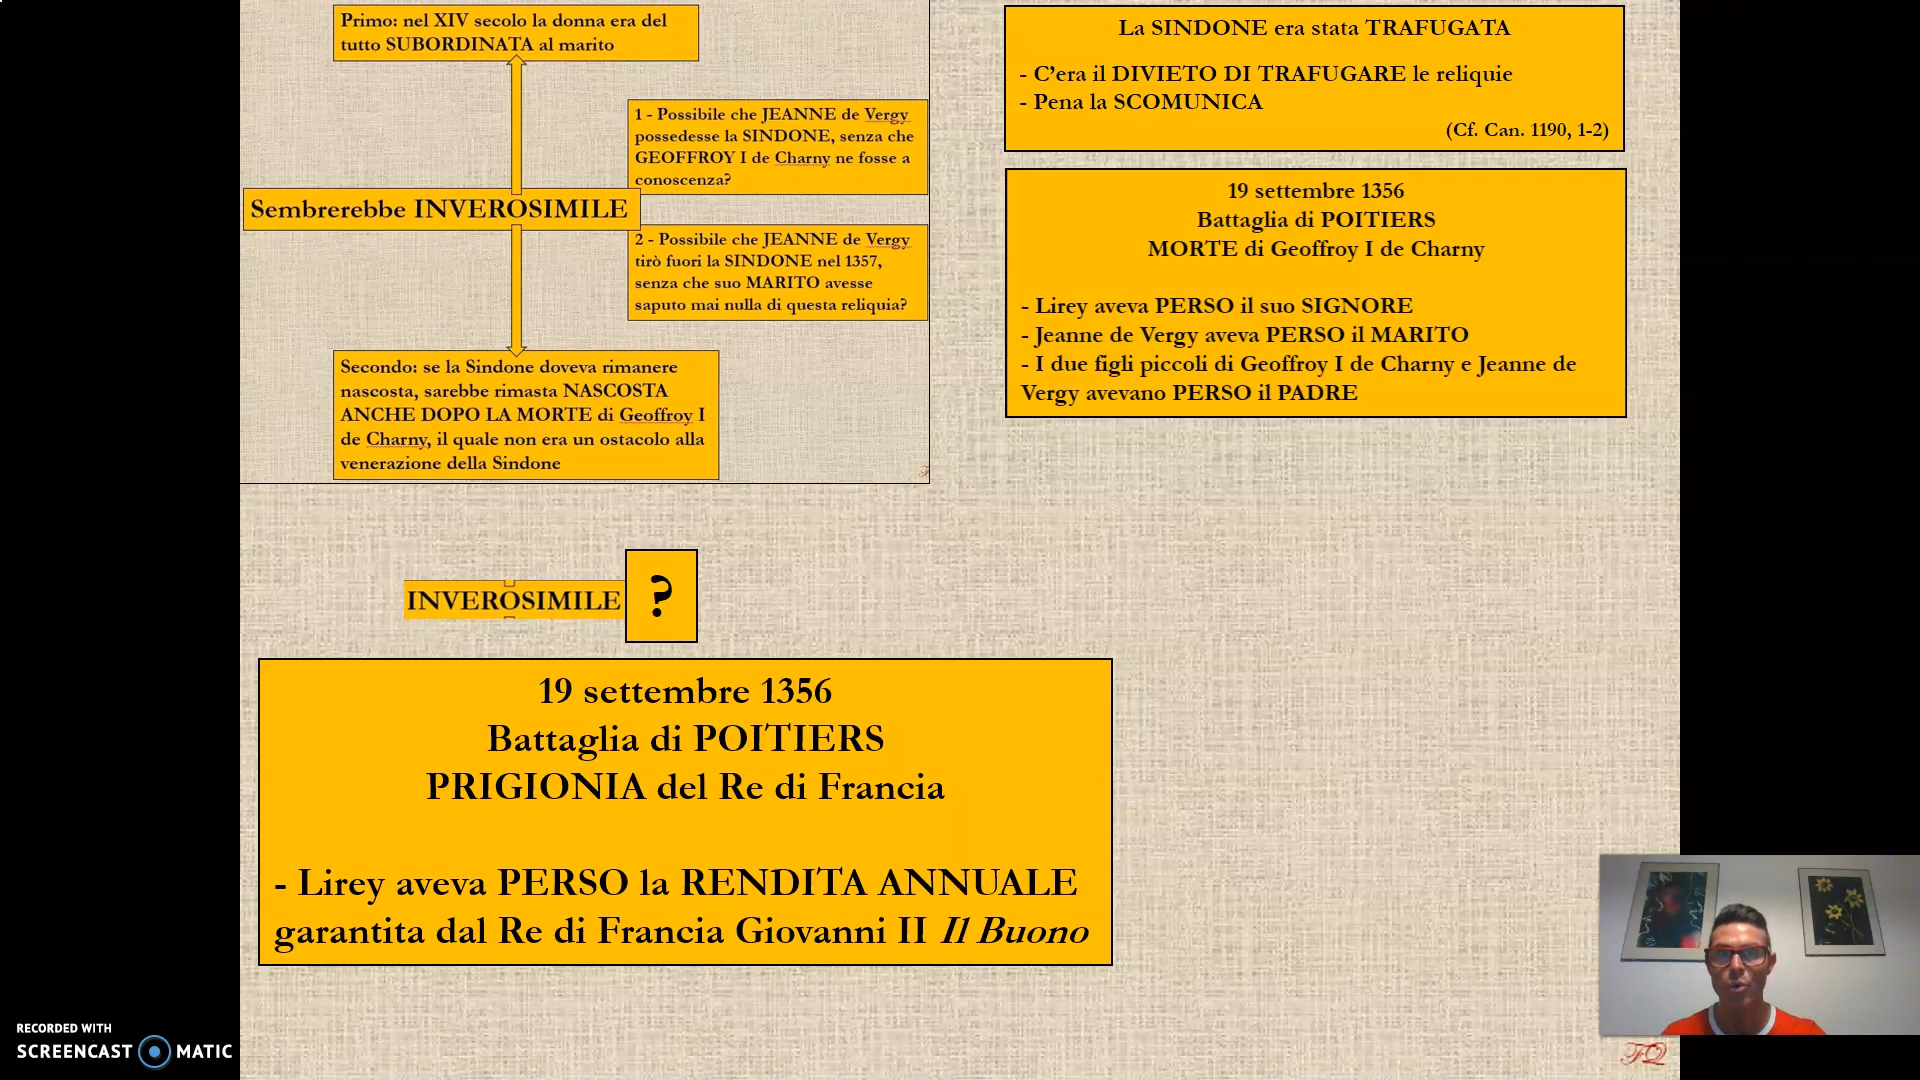 Primo: nel XIV secolo la donna era del
tutto SUBORDINATA al marito
1 - Possibile che JEANNE de Vergy
possedesse la SINDONE, senza che
GEOFFROY I de Charny ne fosse a
conoscenza?
Sembrerebbe INVEROSIMILE
2 - Possibile che JEANNE de Vergy
tirò fuori la SINDONE nel 1357,
senza che suo MARITO avesse
saputo mai nulla di questa reliquia?
Secondo: se la Sindone doveva rimanere
nascosta, sarebbe rimasta NASCOSTA
ANCHE DOPO LA MORTE di Geoffroy I
de Charny, il quale non era un ostacolo alla
venerazione della Sindone
La SINDONE era stata TRAFUGATA
- C'era il DIVIETO DI TRAFUGARE le reliquie
- Pena la SCOMUNICA
(Cf. Can. 1190, 1-2)
19 settembre 1356
Battaglia di POITIERS
MORTE di Geoffroy I de Charny
- Lirey aveva PERSO il suo SIGNORE
- Jeanne de Vergy aveva PERSO il MARITO
- I due figli piccoli di Geoffroy I de Charny e Jeanne de
Vergy avevano PERSO il PADRE
INVEROSIMILE ?
19 settembre 1356
Battaglia di POITIERS
PRIGIONIA del Re di Francia
- Lirey aveva PERSO la RENDITA ANNUALE
garantita dal Re di Francia Giovanni II Il Buono
RECORDED WITH
SCREENCAST MATIC
FQ